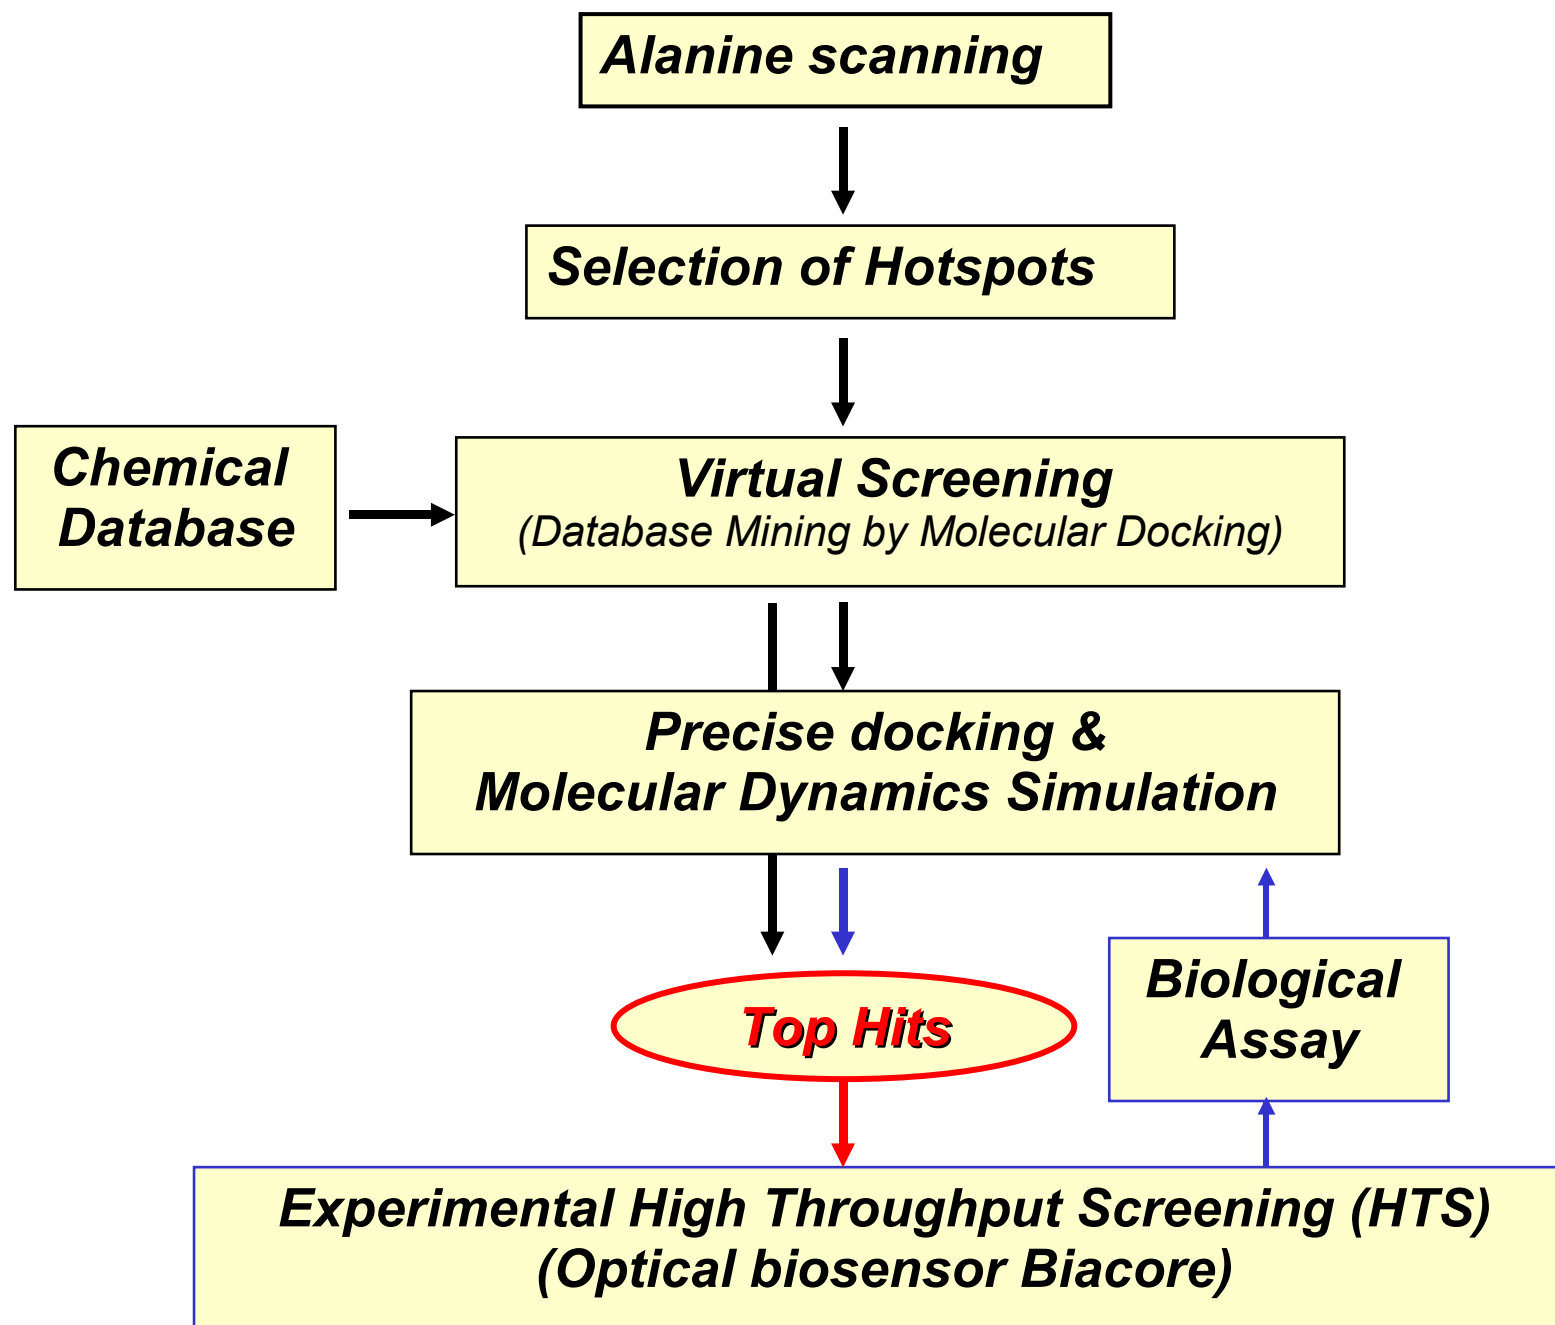 Alanine scanning
Selection of Hotspots
Chemical
Database
Virtual Screening
(Database Mining by Molecular Docking)
Precise docking &
Molecular Dynamics Simulation
Top Hits
Biological
Assay
Experimental High Throughput Screening (HTS)
(Optical biosensor Biacore)